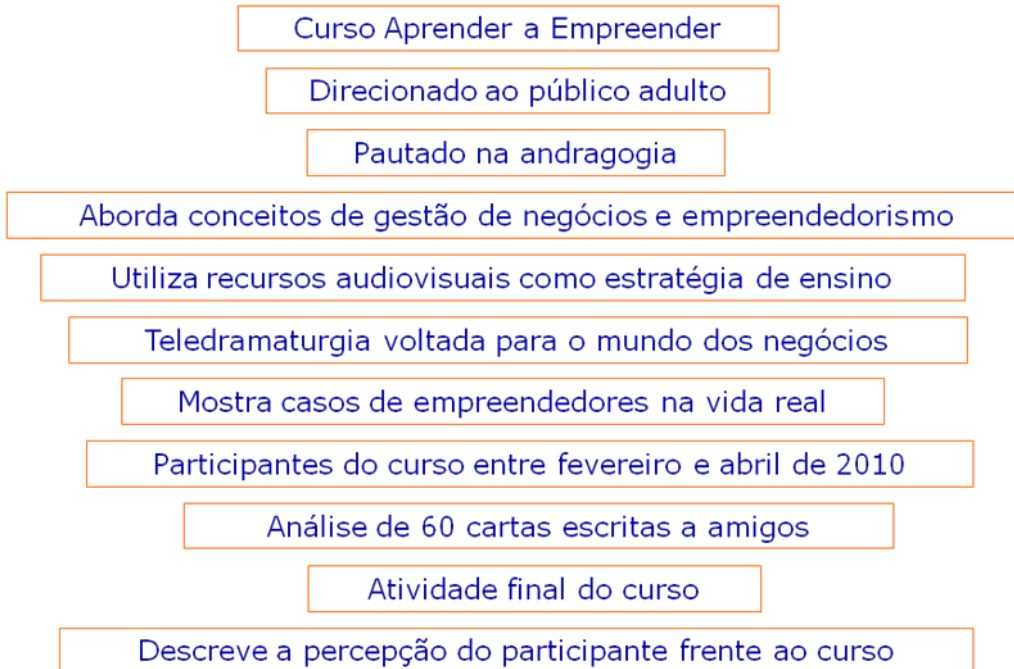 Curso Aprender a Empreender
Direcionado ao público adulto
Pautado na andragogia
Aborda conceitos de gestão de negócios e empreendedorismo
Utiliza recursos audiovisuais como estratégia de ensino
Teledramaturgia voltada para o mundo dos negócios
Mostra casos de empreendedores na vida real
Participantes do curso entre fevereiro e abril de 2010
Análise de 60 cartas escritas a amigos
Atividade final do curso
Descreve a percepção do participante frente ao curso